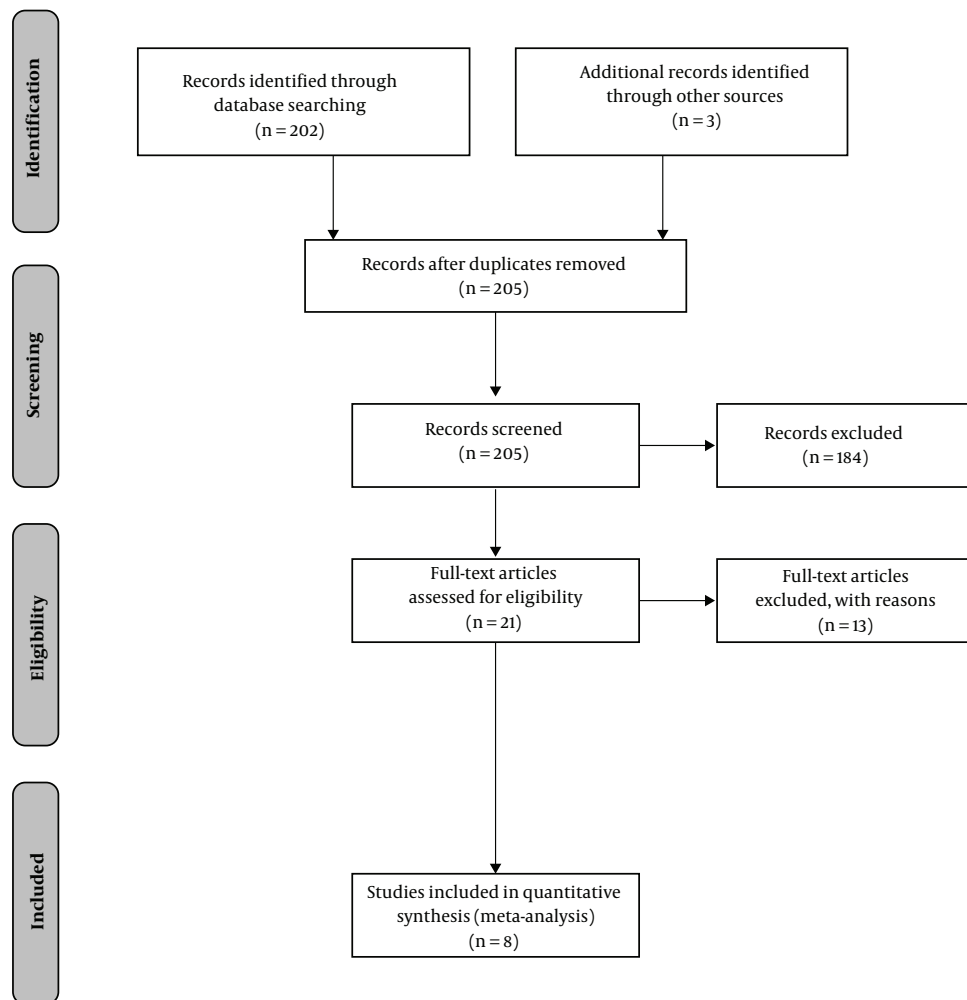 Identification
Records identified through
database searching
(n = 202)
Additional records identified
through other sources
(n = 3)
Records after duplicates removed
(n = 205)
Screening
Records screened
(n = 205)
Records excluded
(n = 184)
Eligibility
Full-text articles
assessed for eligibility
(n = 21)
Full-text articles
excluded, with reasons
(n = 13)
Included
Studies included in quantitative
synthesis (meta-analysis)
(n = 8)